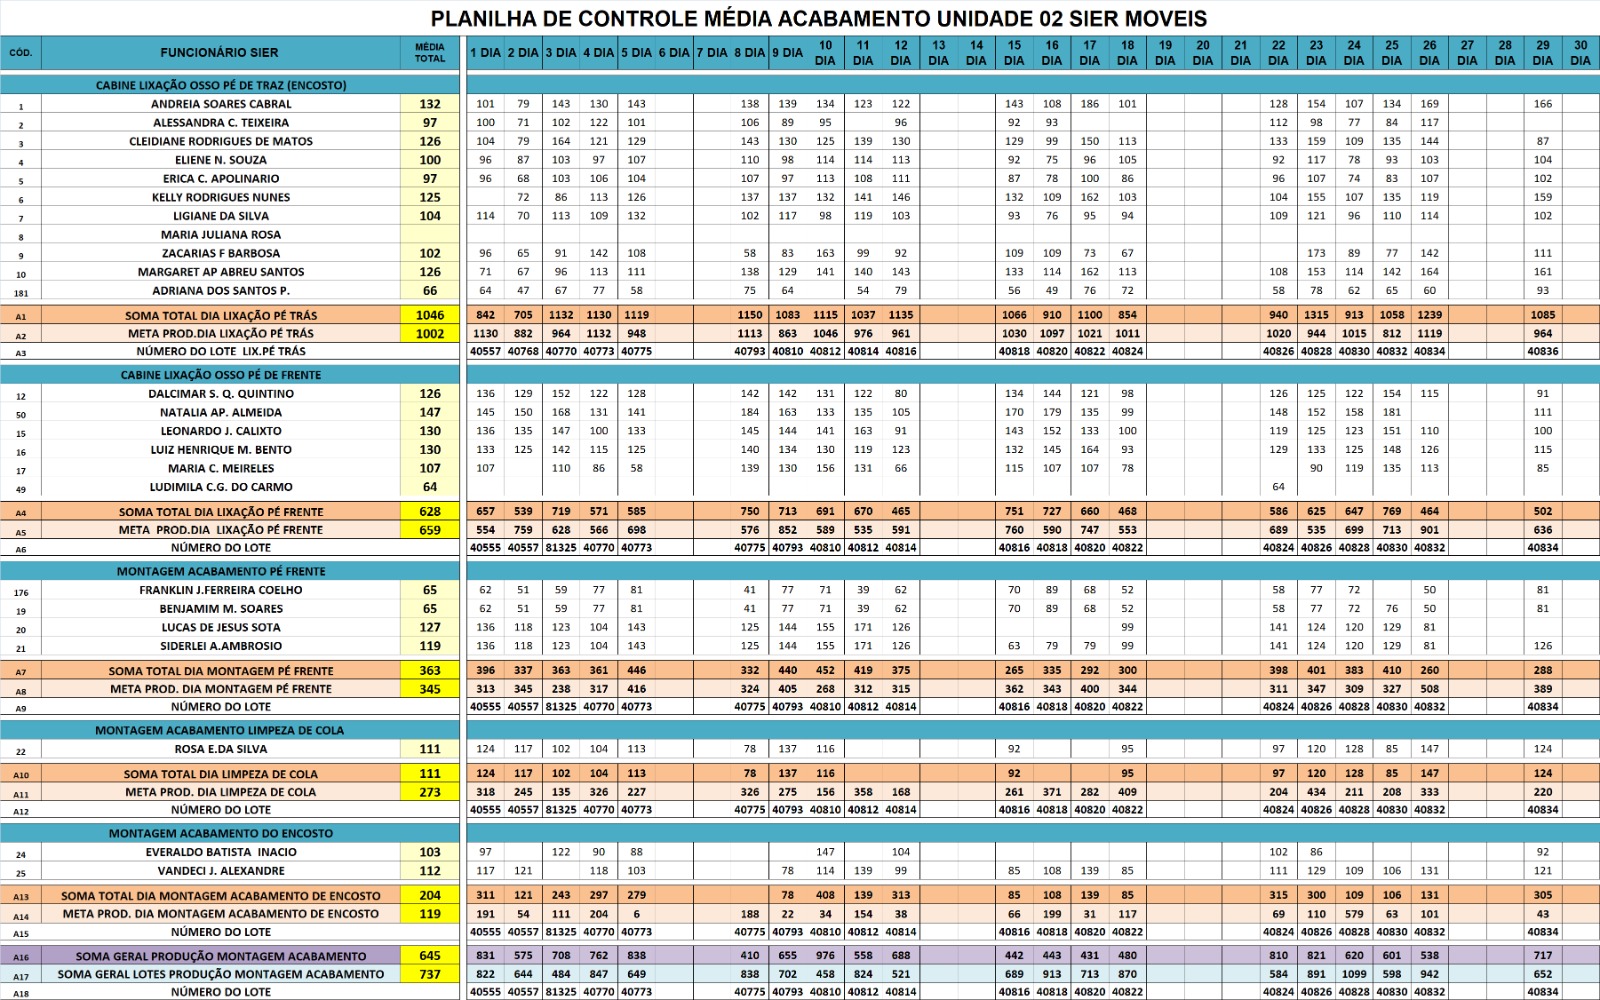 PLANILHA DE CONTROLE MÉDIA ACABAMENTO UNIDADE 02 SIER MOVEIS
CÓD. FUNCIONÁRIO SIER MÉDIA TOTAL 1 DIA 2 DIA 3 DIA 4 DIA 5 DIA 6 DIA 7 DIA 8 DIA 9 DIA 10 DIA 11 DIA 12 DIA 13 DIA 14 DIA 15 DIA 16 DIA 17 DIA 18 DIA 19 DIA 20 DIA 21 DIA 22 DIA 23 DIA 24 DIA 25 DIA 26 DIA 27 DIA 28 DIA 29 DIA 30 DIA
CABINE LIXAÇÃO OSSO PÉ DE TRAZ (ENCOSTO)
1 ANDREIA SOARES CABRAL 132 101 79 143 130 143 138 139 134 123 122 143 108 186 101 128 154 107 134 169 166
2 ALESSANDRA C. TEIXEIRA 97 100 71 102 122 101 106 89 95 96 92 93 112 98 77 84 117
3 CLEIDIANE RODRIGUES DE MATOS 126 104 79 164 121 129 143 130 125 139 130 129 99 150 113 133 159 109 135 144 87
4 ELIENE N. SOUZA 100 96 87 103 97 107 110 98 114 114 113 92 75 96 105 92 117 78 93 103 104
5 ERICA C. APOLINARIO 97 96 68 103 106 104 107 97 113 108 111 87 78 100 86 96 107 74 83 107 102
6 KELLY RODRIGUES NUNES 125 72 86 113 126 137 137 132 141 146 132 109 162 103 104 155 107 135 119 159
7 LIGIANE DA SILVA 104 114 70 113 109 132 102 117 98 119 103 93 76 95 94 109 121 96 110 114 102
8 MARIA JULIANA ROSA
9 ZACARIAS F BARBOSA 102 96 65 91 142 108 58 83 163 99 92 109 109 73 67 173 89 77 142 111
10 MARGARET AP ABREU SANTOS 126 71 67 96 113 111 138 129 141 140 143 133 114 162 113 108 153 114 142 164 161
181 ADRIANA DOS SANTOS P. 66 64 47 67 77 58 75 64 54 79 56 49 76 72 58 78 62 65 60 93
A1 SOMA TOTAL DIA LIXAÇÃO PÉ TRÁS 1046 842 705 1132 1130 1119 1150 1083 1115 1037 1135 1066 910 1100 854 940 1315 913 1058 1239 1085
A2 META PROD.DIA LIXAÇÃO PÉ TRÁS 1002 1130 882 964 1132 948 1113 863 1046 976 961 1030 1097 1021 1011 1020 944 1015 812 1119 964
A3 NÚMERO DO LOTE LIX.PÉ TRÁS 40557 40768 40770 40773 40775 40793 40810 40812 40814 40816 40818 40820 40822 40824 40826 40828 40830 40832 40834 40836
CABINE LIXAÇÃO OSSO PÉ DE FRENTE
12 DALCIMAR S. Q. QUINTINO 126 136 129 152 122 128 142 142 131 122 80 134 144 121 98 126 125 122 154 115 91
50 NATALIA AP. ALMEIDA 147 145 150 168 131 141 184 163 133 135 105 170 179 135 99 148 152 158 181 111
15 LEONARDO J. CALIXTO 130 136 135 147 100 133 145 144 141 163 91 143 152 133 100 119 125 123 151 110 100
16 LUIZ HENRIQUE M. BENTO 130 133 125 142 115 125 140 134 130 119 123 132 145 164 93 129 133 125 148 126 115
17 MARIA C. MEIRELES 107 107 110 86 58 139 130 156 131 66 115 107 107 78 90 119 135 113 85
49 LUDIMILA C.G. DO CARMO 64 64
A4 SOMA TOTAL DIA LIXAÇÃO PÉ FRENTE 628 657 539 719 571 585 750 713 691 670 465 751 727 660 468 586 625 647 769 464 502
A5 META PROD.DIA LIXAÇÃO PÉ FRENTE 659 554 759 628 566 698 576 852 589 535 591 760 590 747 553 689 535 699 713 901 636
A6 NÚMERO DO LOTE 40555 40557 81325 40770 40773 40775 40793 40810 40812 40814 40816 40818 40820 40822 40824 40826 40828 40830 40832 40834
MONTAGEM ACABAMENTO PÉ FRENTE
176 FRANKLIN J.FERREIRA COELHO 65 62 51 59 77 81 41 77 71 39 62 70 89 68 52 58 77 72 50 81
19 BENJAMIM M. SOARES 65 62 51 59 77 81 41 77 71 39 62 70 89 68 52 58 77 72 76 50 81
20 LUCAS DE JESUS SOTA 127 136 118 123 104 143 125 144 155 171 126 99 141 124 120 129 81
21 SIDERLEI A.AMBROSIO 119 136 118 123 104 143 125 144 155 171 126 63 79 79 99 141 124 120 129 81 126
A7 SOMA TOTAL DIA MONTAGEM PÉ FRENTE 363 396 337 363 361 446 332 440 452 419 375 265 335 292 300 398 401 383 410 260 288
A8 META PROD. DIA MONTAGEM PÉ FRENTE 345 313 345 238 317 416 324 405 268 312 315 362 343 400 344 311 347 309 327 508 389
A9 NÚMERO DO LOTE 40555 40557 81325 40770 40773 40775 40793 40810 40812 40814 40816 40818 40820 40822 40824 40826 40828 40830 40832 40834
MONTAGEM ACABAMENTO LIMPEZA DE COLA
22 ROSA E.DA SILVA 111 124 117 102 104 113 78 137 116 92 95 97 120 128 85 147 124
A10 SOMA TOTAL DIA LIMPEZA DE COLA 111 124 117 102 104 113 78 137 116 92 95 97 120 128 85 147 124
A11 META PROD. DIA LIMPEZA DE COLA 273 318 245 135 326 227 326 275 156 358 168 261 371 282 409 204 434 211 208 333 220
A12 NÚMERO DO LOTE 40555 40557 81325 40770 40773 40775 40793 40810 40812 40814 40816 40818 40820 40822 40824 40826 40828 40830 40832 40834
MONTAGEM ACABAMENTO DO ENCOSTO
24 EVERALDO BATISTA INACIO 103 97 122 90 88 147 104 102 86 92
25 VANDECI J. ALEXANDRE 112 117 121 118 103 78 114 139 99 85 108 139 85 111 129 109 106 131 121
A13 SOMA TOTAL DIA MONTAGEM ACABAMENTO DE ENCOSTO 204 311 121 243 297 279 78 408 139 313 85 108 139 85 315 300 109 106 131 305
A14 META PROD. DIA MONTAGEM ACABAMENTO DE ENCOSTO 119 191 54 111 204 6 188 22 34 154 38 66 199 31 117 69 110 579 63 101 43
A15 NÚMERO DO LOTE 40555 40557 81325 40770 40773 40775 40793 40810 40812 40814 40816 40818 40820 40822 40824 40826 40828 40830 40832 40834
A16 SOMA GERAL PRODUÇÃO MONTAGEM ACABAMENTO 645 831 575 708 762 838 410 655 976 558 688 442 443 431 480 810 821 620 601 538 717
A17 SOMA GERAL LOTES PRODUÇÃO MONTAGEM ACABAMENTO 737 822 644 484 847 649 838 702 458 824 521 689 913 713 870 584 891 1099 598 942 652
A18 NÚMERO DO LOTE 40555 40557 81325 40770 40773 40775 40793 40810 40812 40814 40816 40818 40820 40822 40824 40826 40828 40830 40832 40834